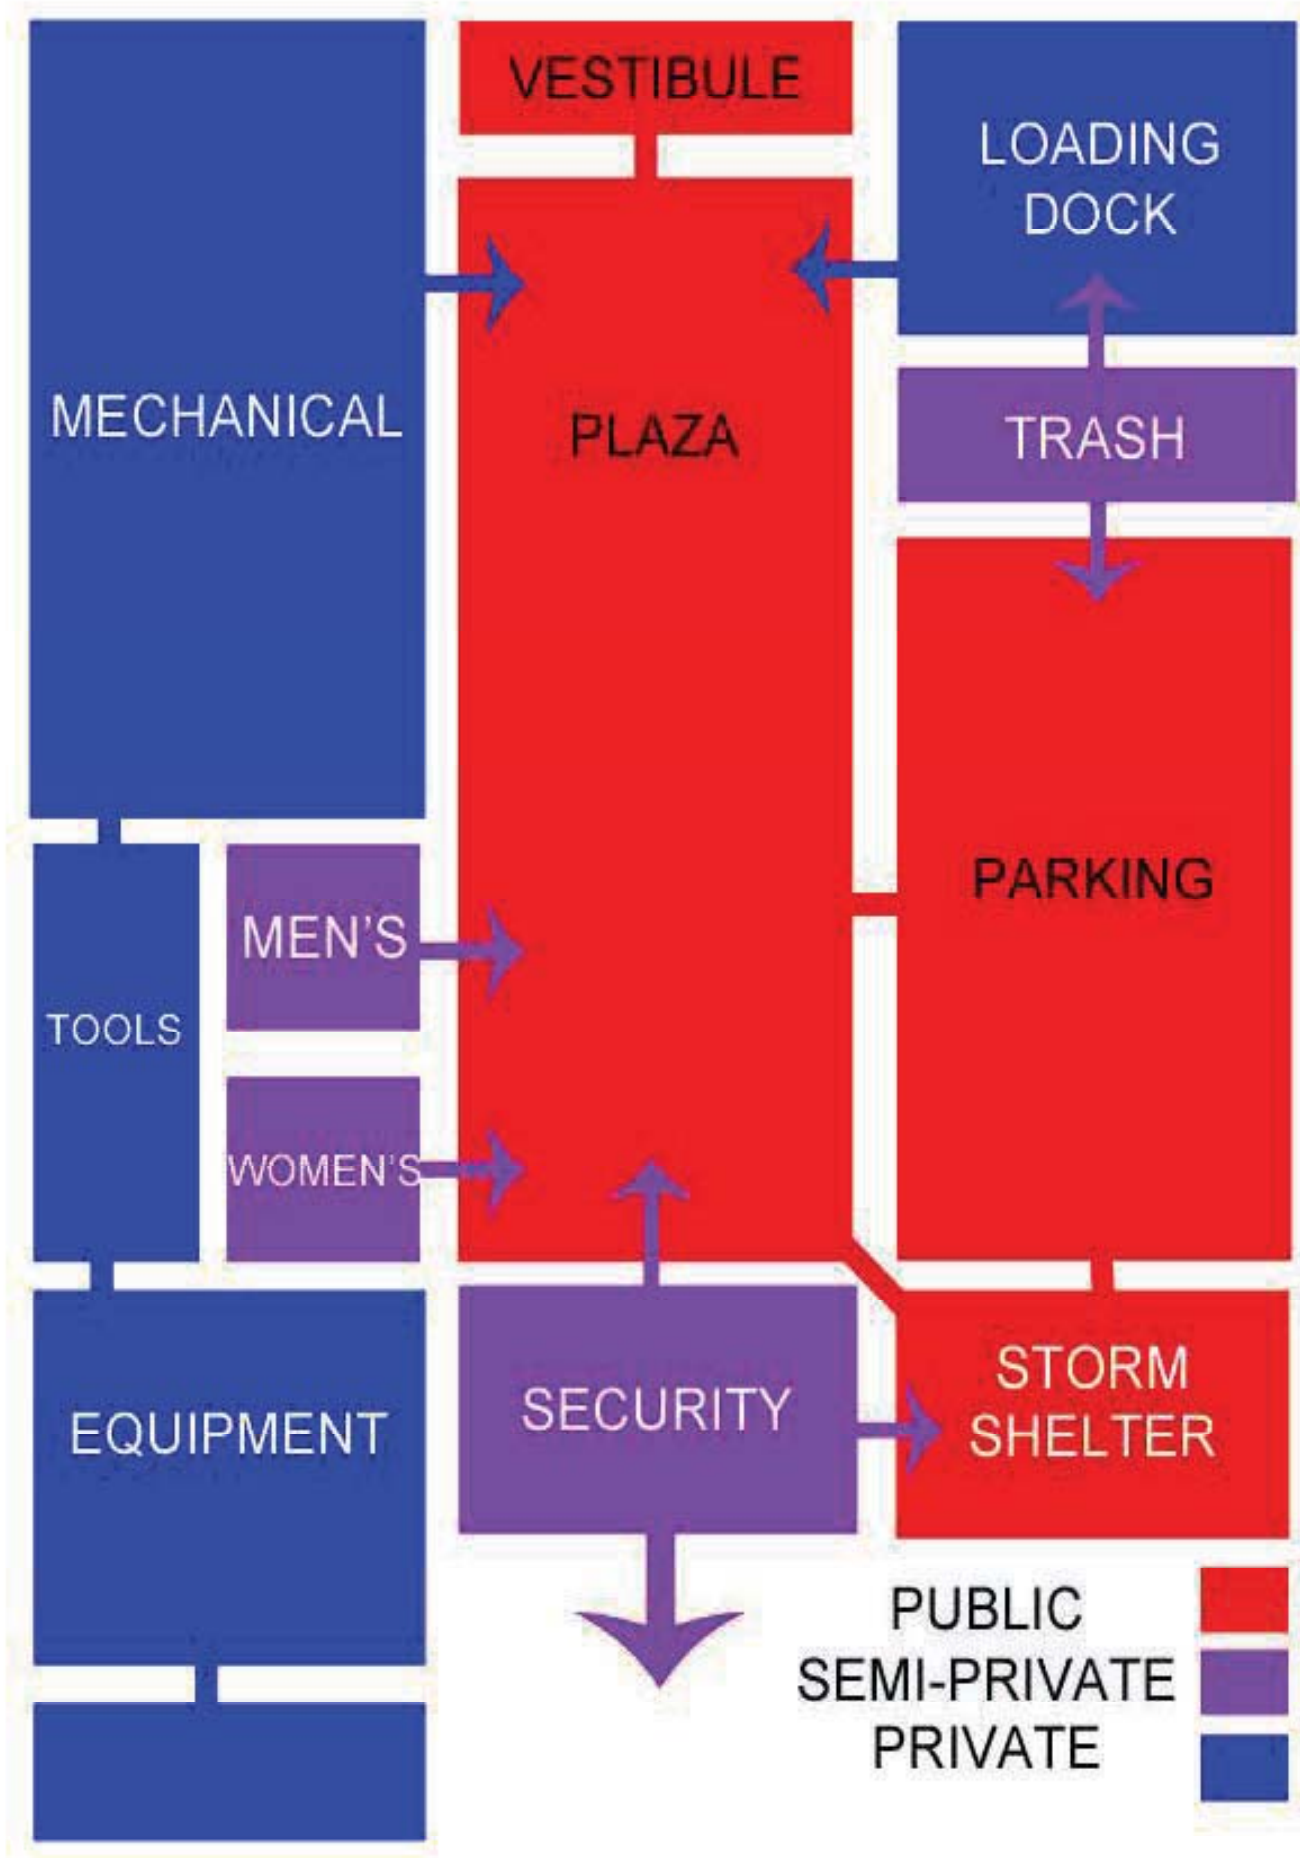 VESTIBULE
LOADING
DOCK
MECHANICAL
PLAZA
TRASH
PARKING
MEN'S
TOOLS
WOMEN'S
EQUIPMENT
SECURITY
STORM
SHELTER
PUBLIC
SEMI-PRIVATE
PRIVATE